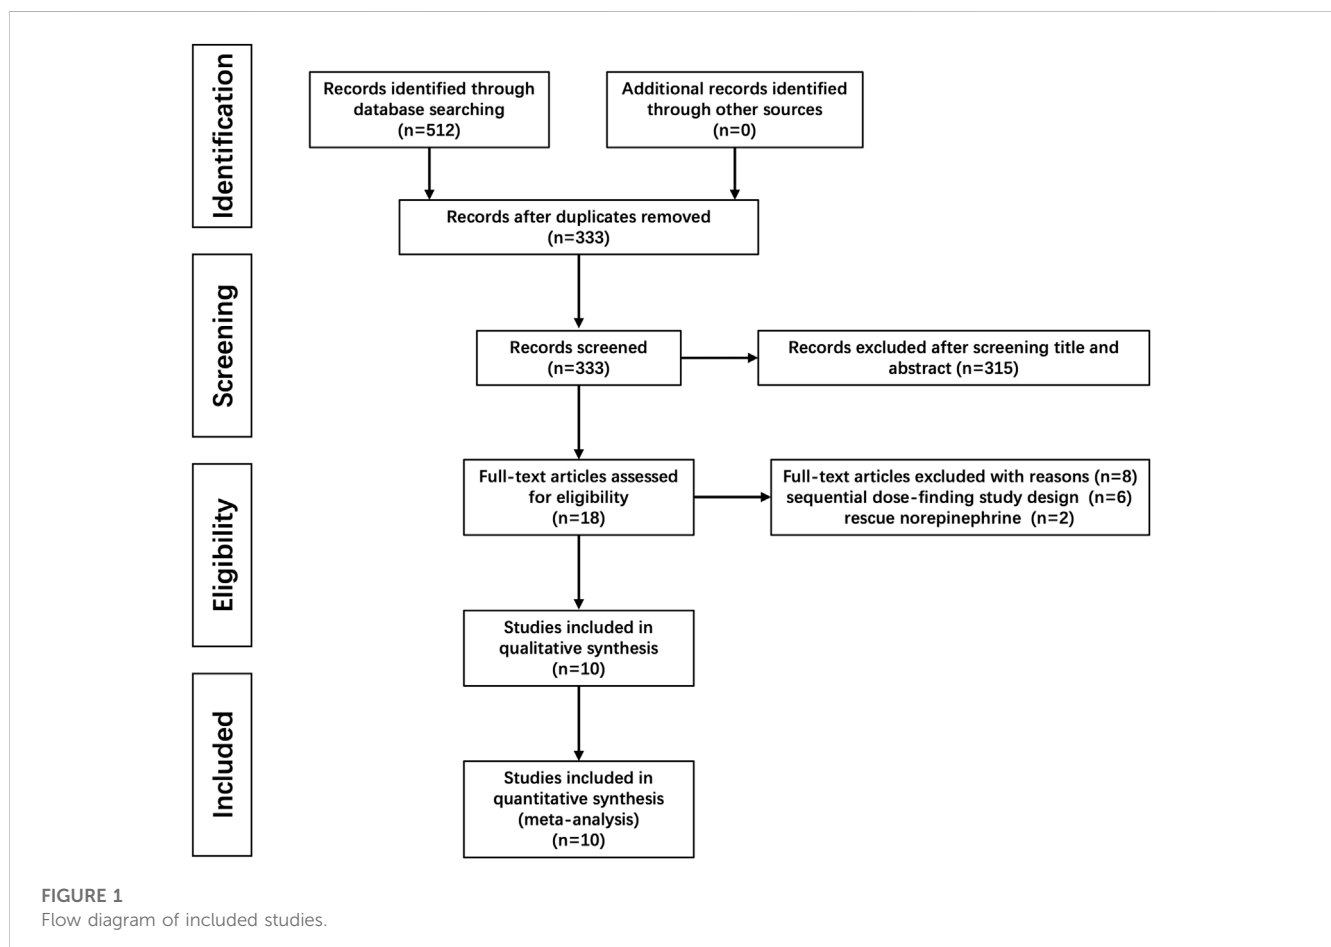 Identification
Records identified through
database searching
(n=512)
Additional records identified
through other sources
(n=0)
Records after duplicates removed
(n=333)
Screening
Records screened
(n=333)
Records excluded after screening title and
abstract (n=315)
Eligibility
Full-text articles assessed
for eligibility
(n=18)
Full-text articles excluded with reasons (n=8)
sequential dose-finding study design (n=6)
rescue norepinephrine (n=2)
Studies included in
qualitative synthesis
(n=10)
Included
Studies included in
quantitative synthesis
(meta-analysis)
(n=10)
FIGURE 1
Flow diagram of included studies.